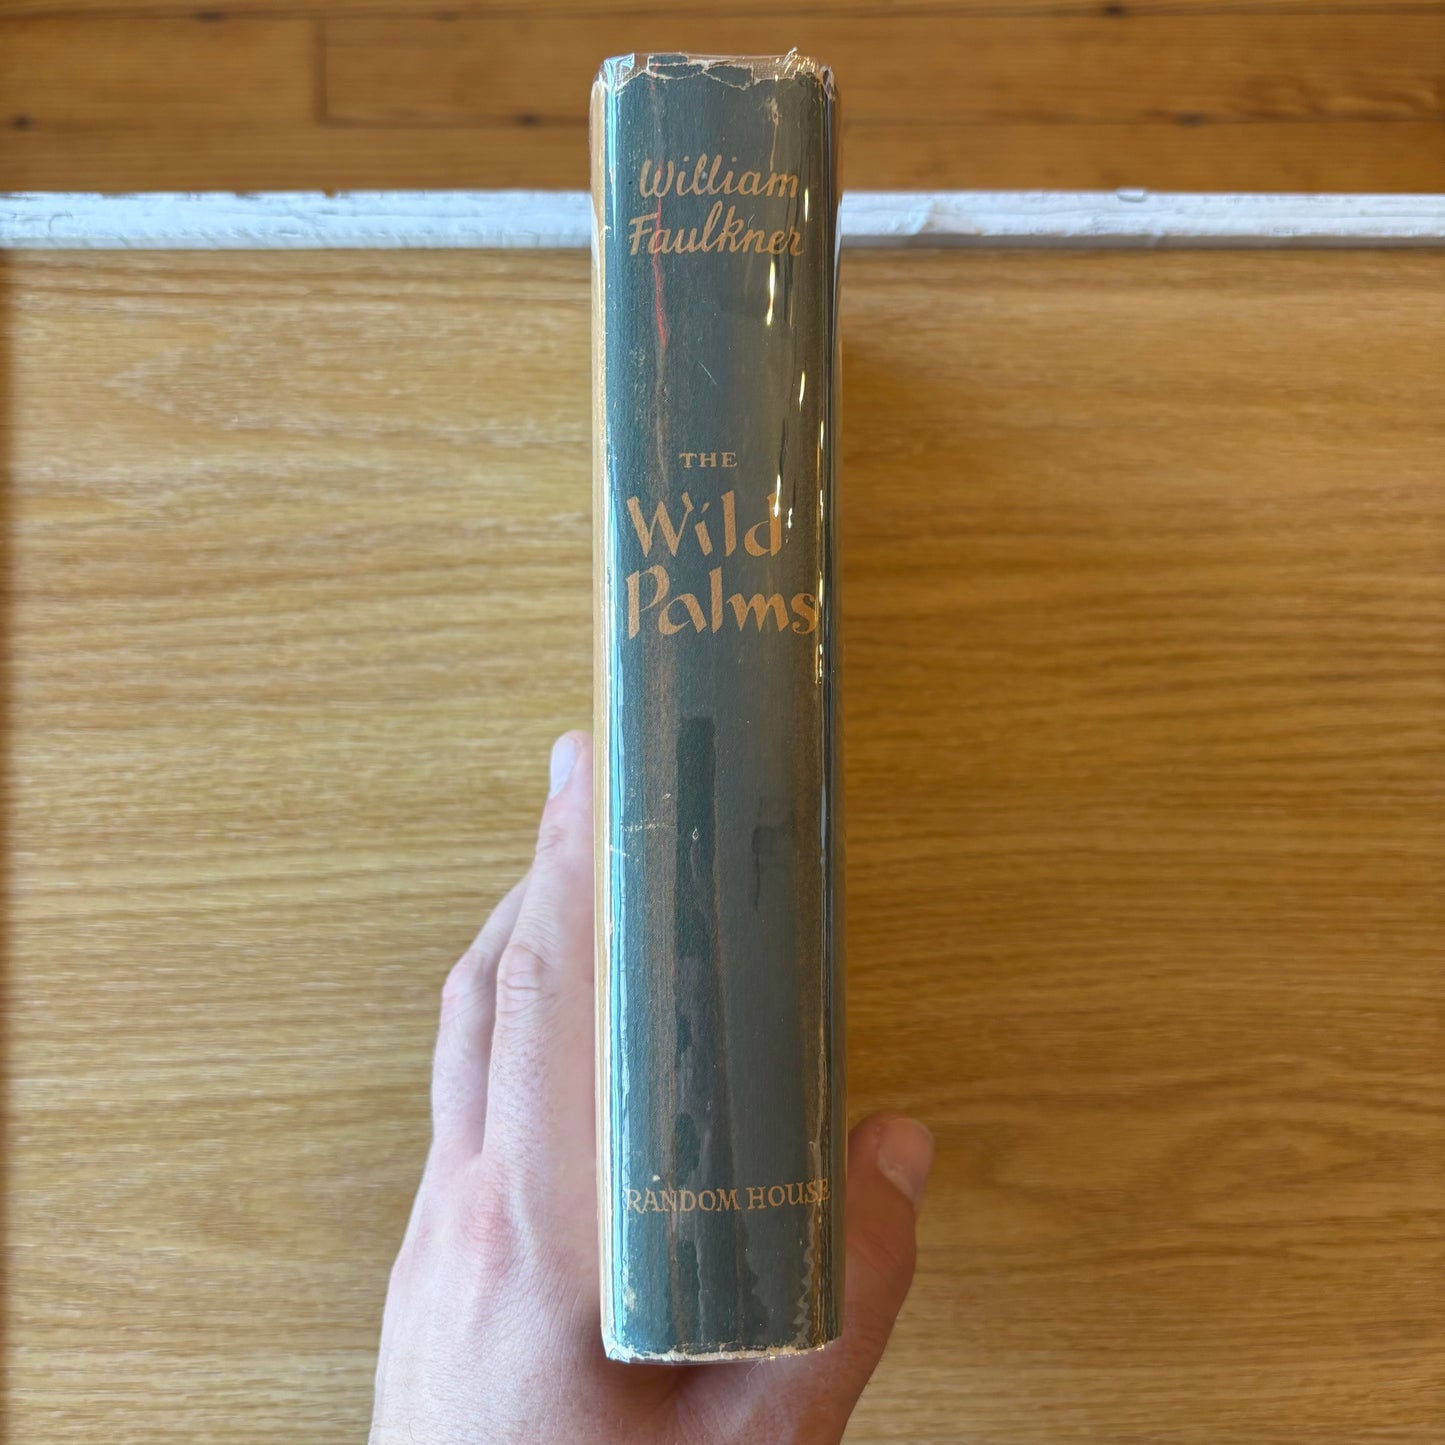 William
Faulkner
THE
Wild
Palms
RANDOM HOUSE